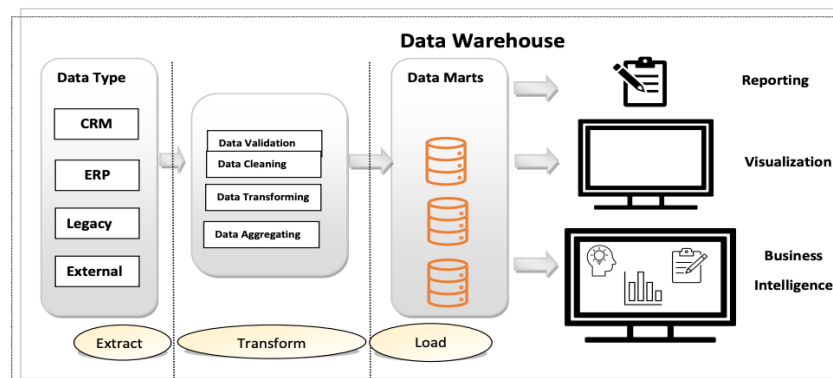 Data Warehouse
Data Type
CRM
ERP
Legacy
External
Data Validation
Data Cleaning
Data Transforming
Data Aggregating
Data Marts
Reporting
Visualization
Business
Intelligence
Extract
Transform
Load